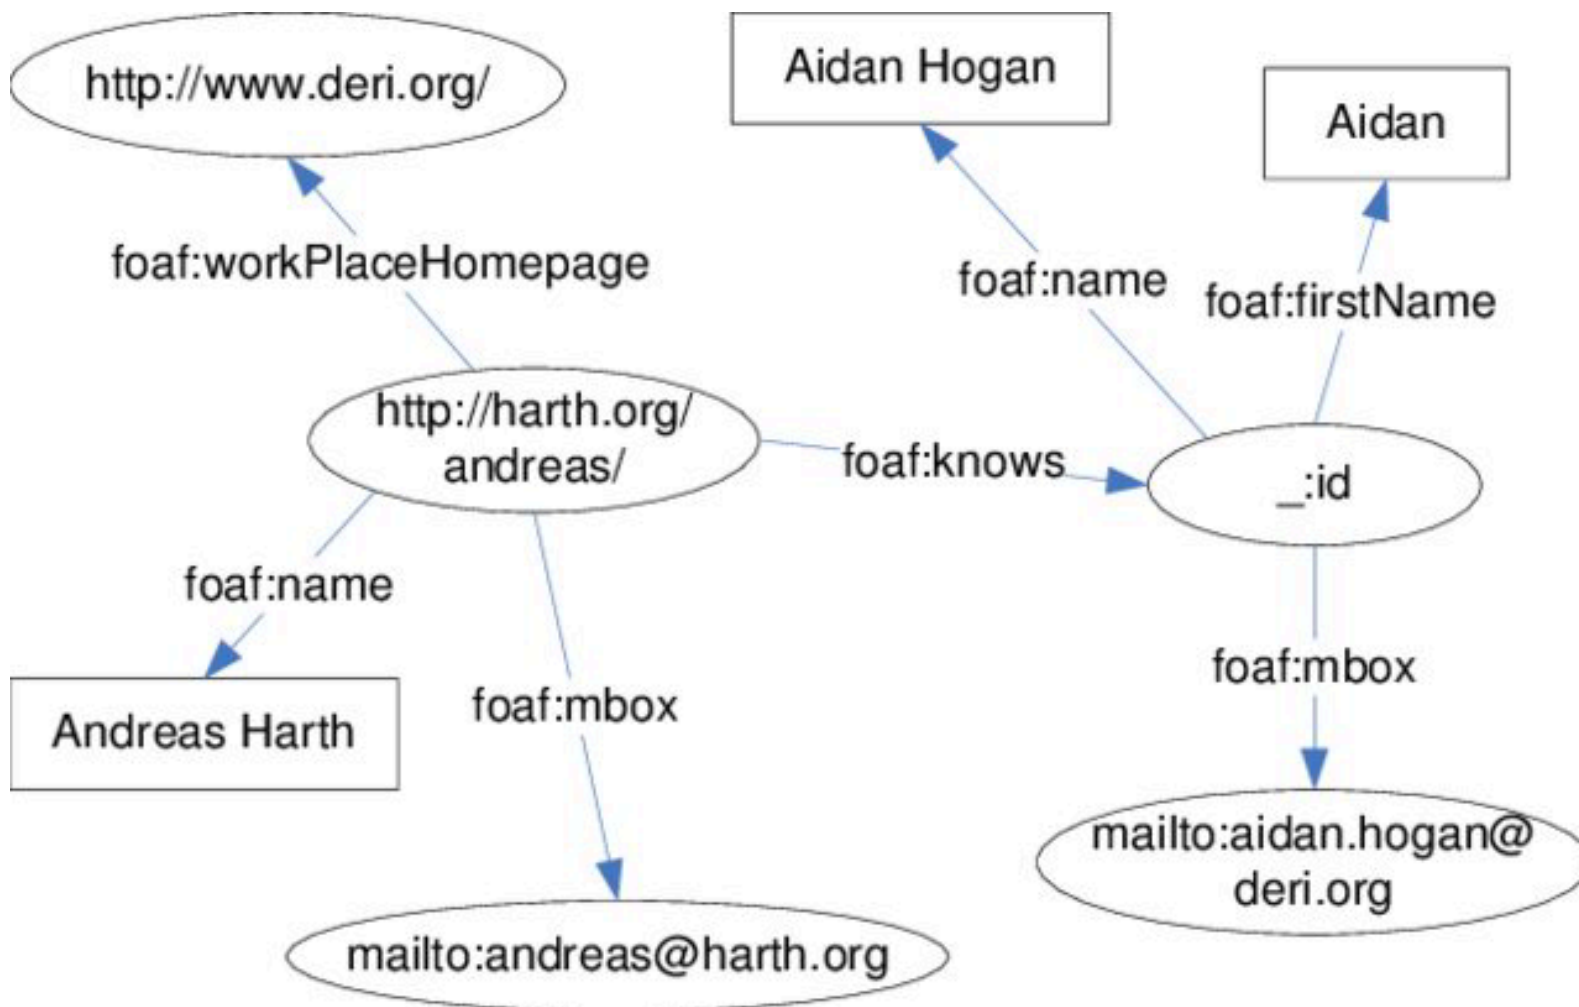 http://www.deri.org/
Aidan Hogan
Aidan
foaf:workPlaceHomepage
foaf:name
foaf:firstName
http://harth.org/
andreas/
foaf:knows
_:id
foaf:name
foaf:mbox
foaf:mbox
Andreas Harth
mailto:aidan.hogan@
deri.org
mailto:andreas@harth.org